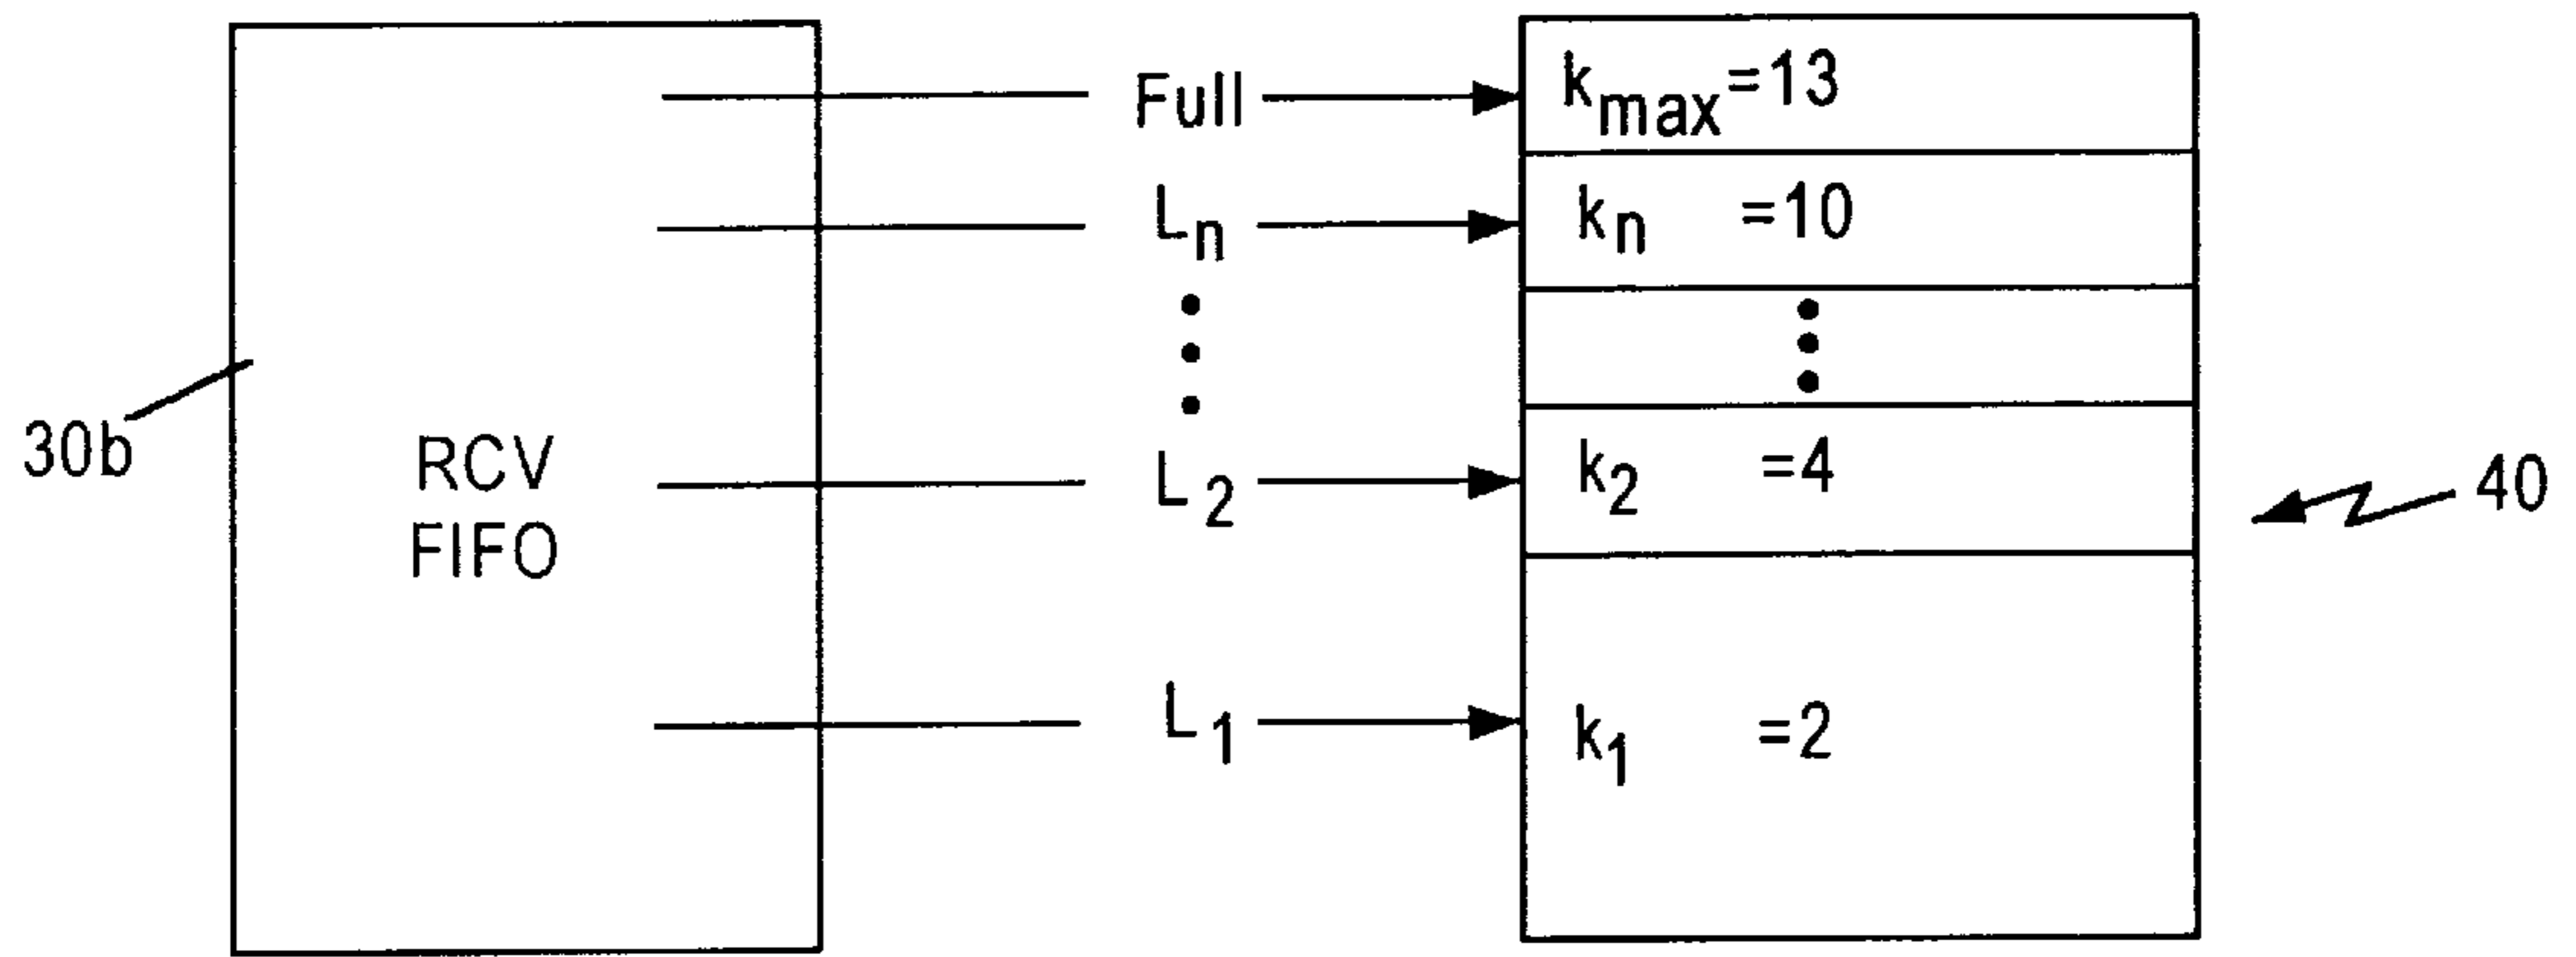 Full
k_max =13
L_n
k_n =10
30b
RCV
FIFO
L_2
k_2 =4
40
L_1
k_1 =2